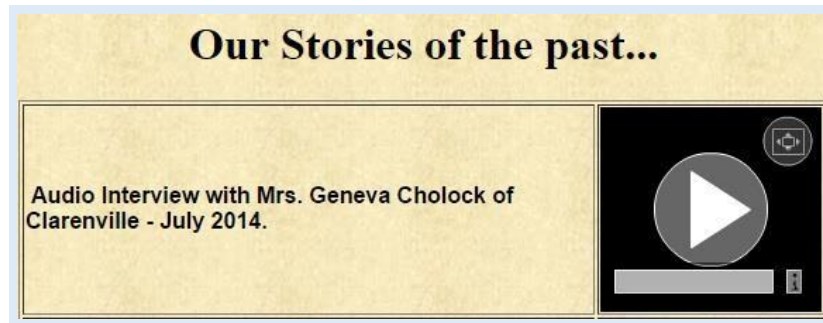 Our Stories of the past...
Audio Interview with Mrs. Geneva Cholock of
Clarenville - July 2014.